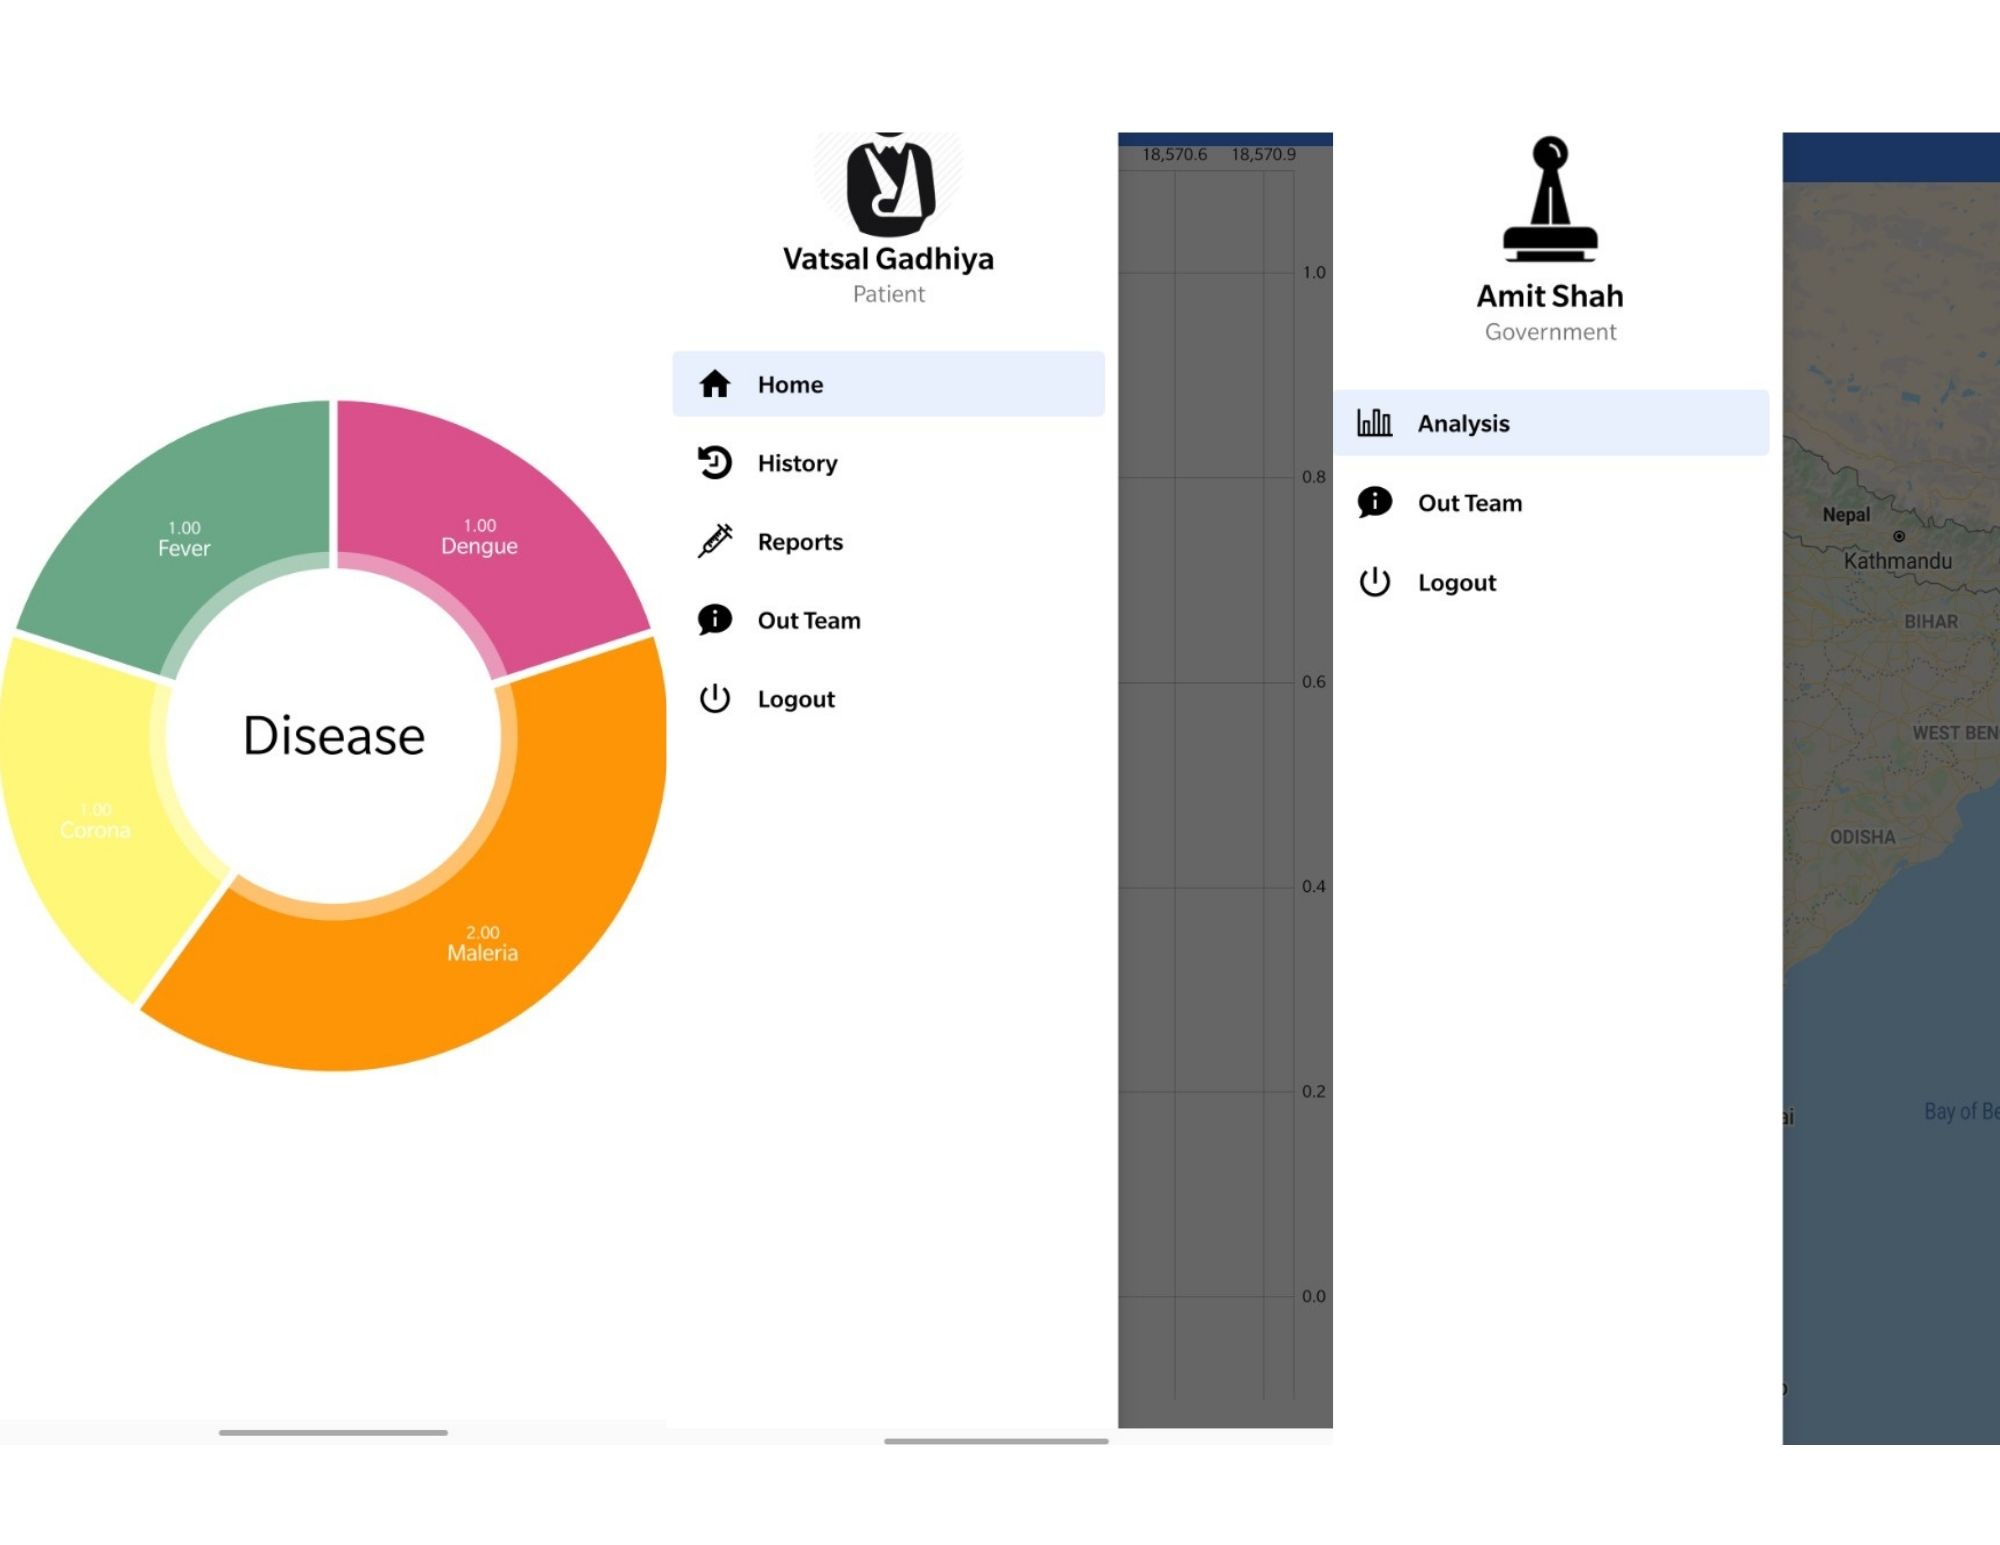 1.00
Fever
1.00
Dengue
Disease
1.00
Corona
2.00
Maleria
Vatsal Gadhiya
Patient
Home
History
Reports
Out Team
Logout
18,570.6 18,570.9
1.0
0.8
0.6
0.4
0.2
0.0
Amit Shah
Government
Analysis
Out Team
Logout
Nepal
Kathmandu
BIHAR
WEST BEN
ODISHA
Bay of Be
ai